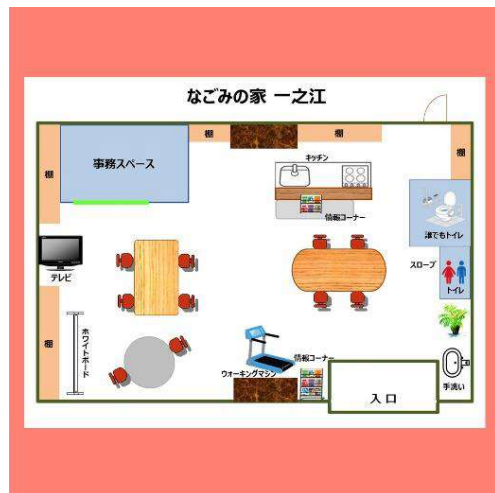 なごみの家 一之江
棚
棚
棚
棚
事務スペース
キッチン
情報コーナー
誰でもトイレ
スロープ
トイレ
テレビ
ホワイトボード
棚
ウオーキングマシン
情報コーナー
入口
手洗い